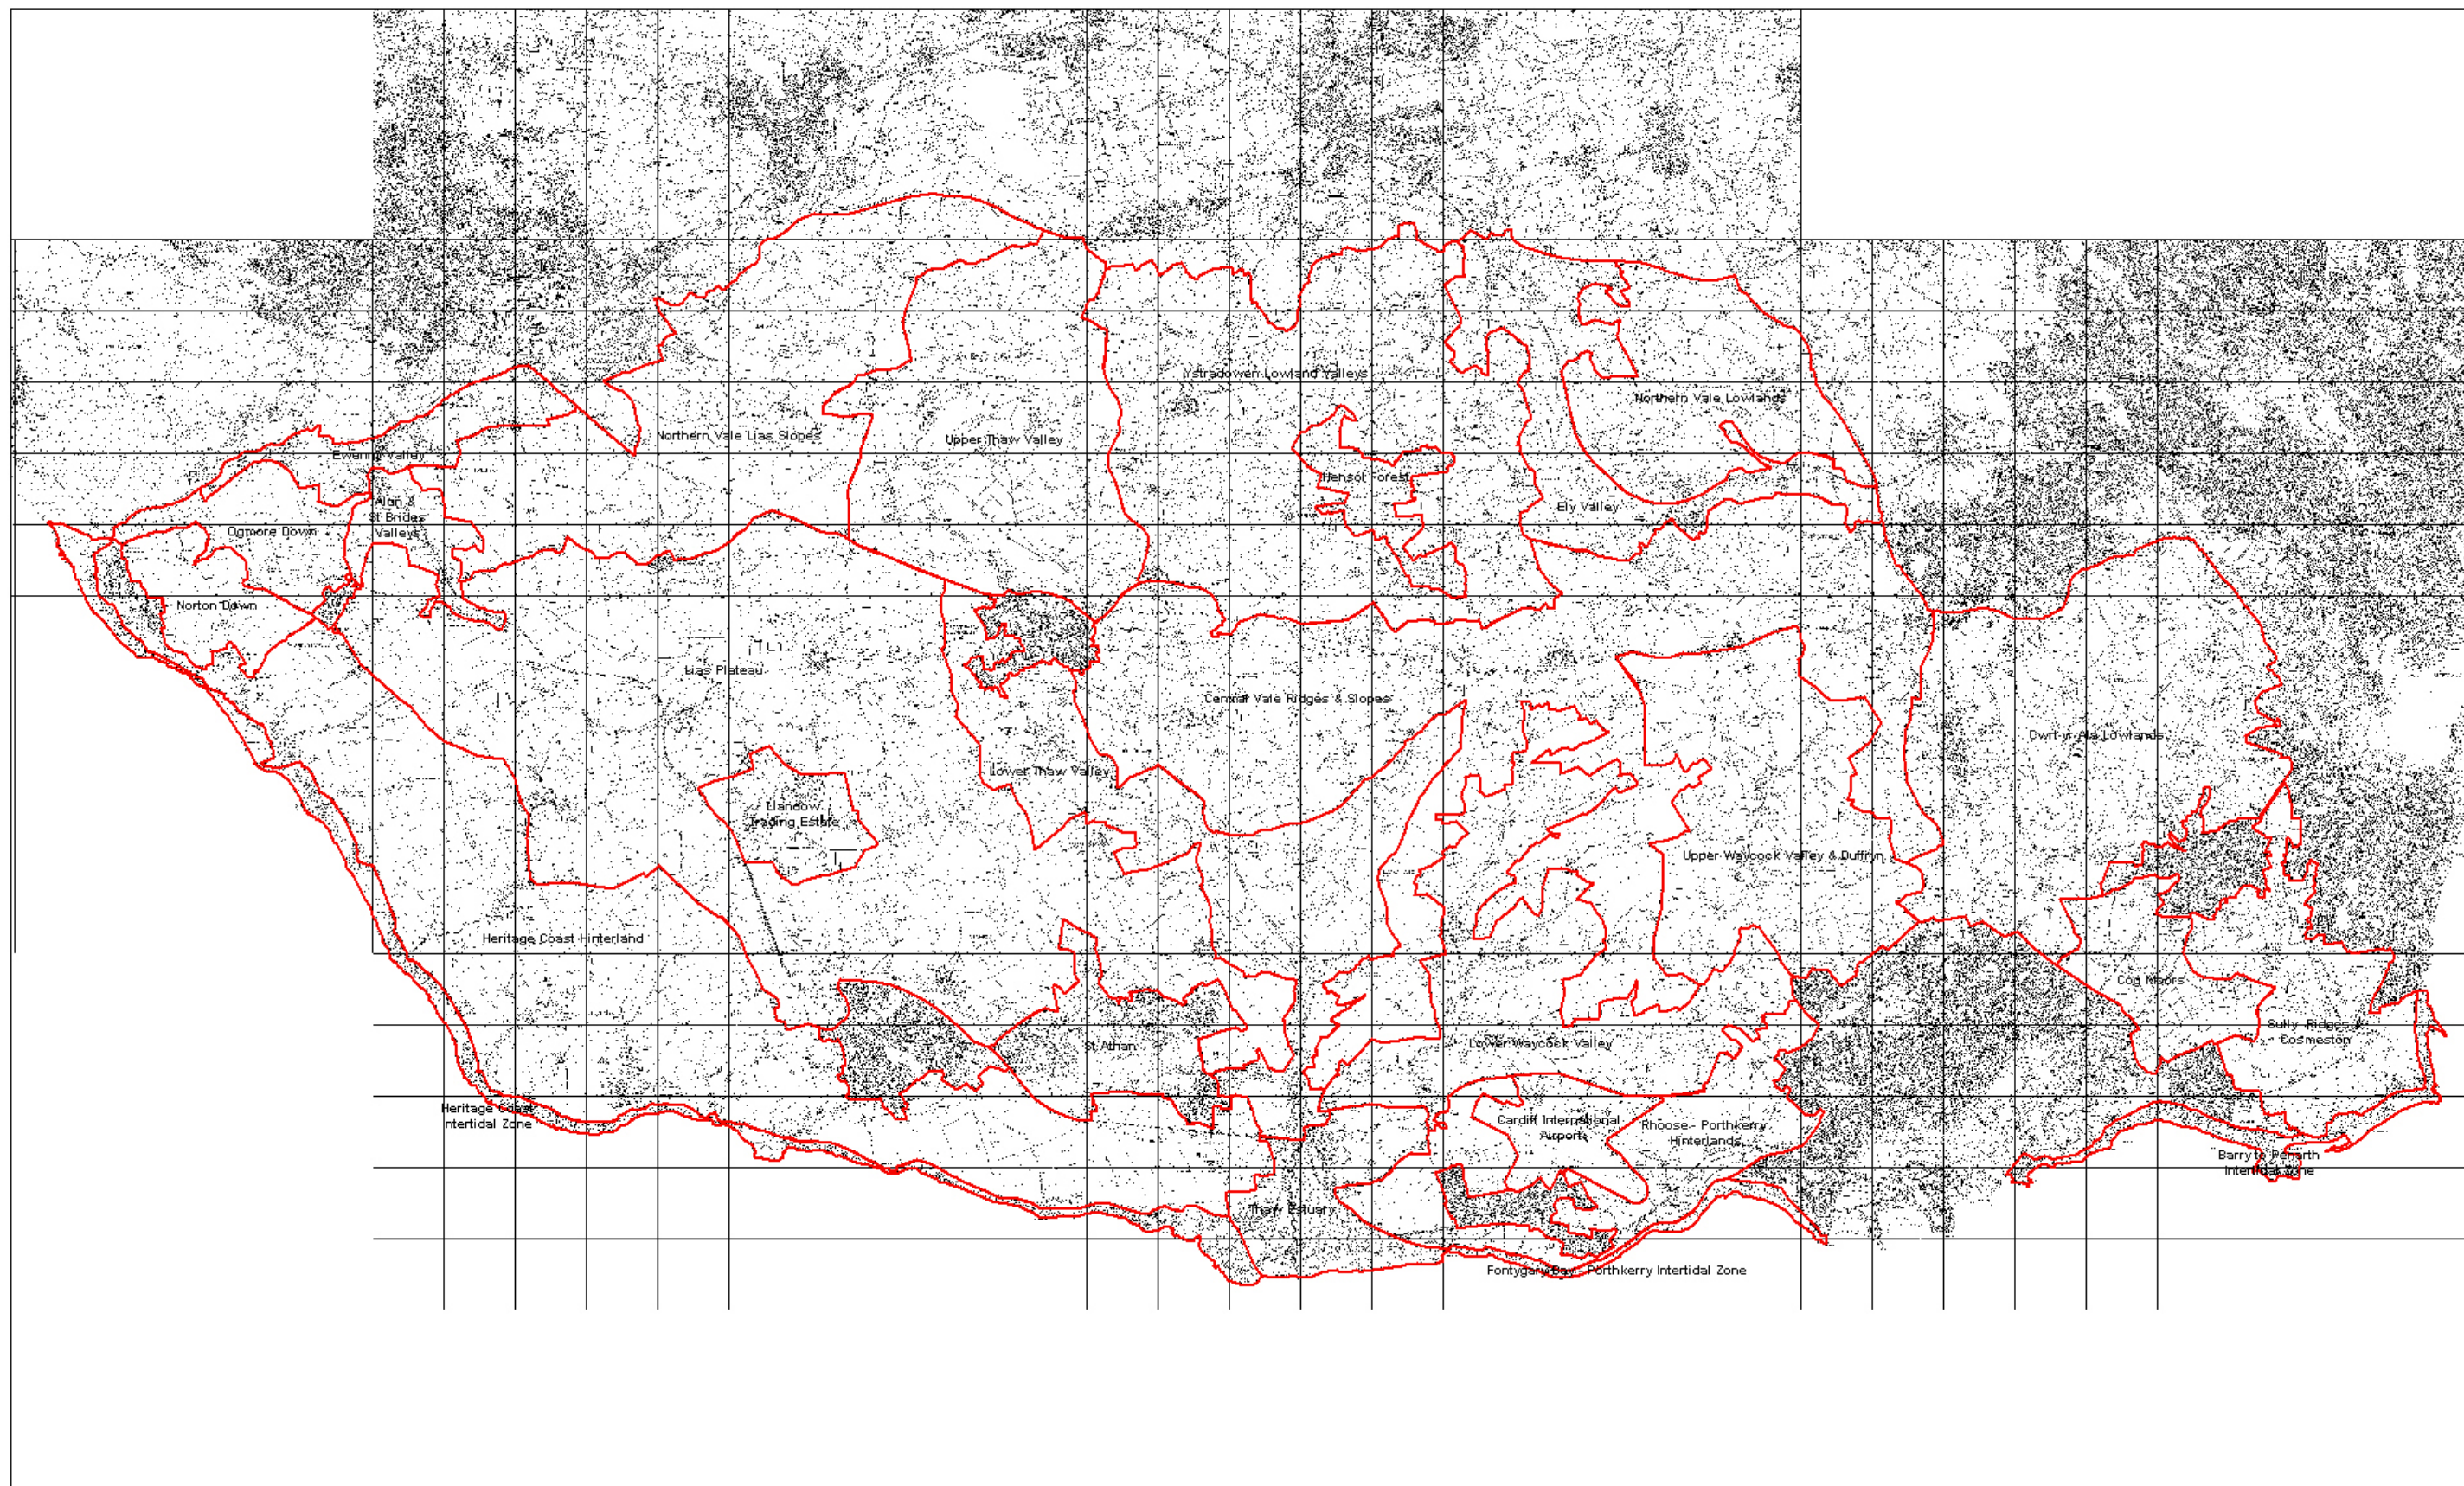 Ystradowen Lowland Valleys
Northern Vale Lowlands
Northern Vale Lias Slopes
Upper Thaw Valley
Ewenny Valley
Hensol Forest
Alun &
St Brides
Valleys
Ely Valley
Ogmore Down
Norton Down
Lias Plateau
Central Vale Ridges & Slopes
Cwrt-yr-Ala Lowlands
Lower Thaw Valley
Llandow
Trading Estate
Upper Waycock Valley & Duffryn
Heritage Coast Hinterland
Cog Moors
Sully Ridges &
Cosmeston
St Athan
Lower Waycock Valley
Heritage Coast
Intertidal Zone
Cardiff International
Airport
Rhoose - Porthkerry
Hinterlands
Barry to Penarth
Intertidal Zone
Thaw Estuary
Fontygary Bay - Porthkerry Intertidal Zone